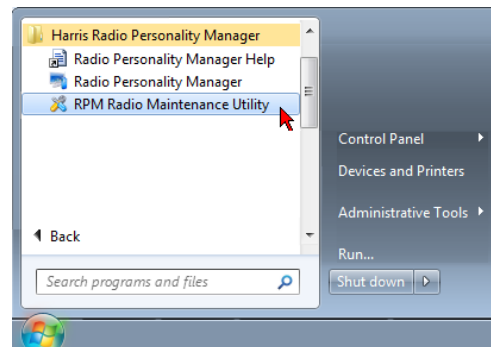 Harris Radio Personality Manager
Radio Personality Manager Help
Radio Personality Manager
RPM Radio Maintenance Utility
Back
Search programs and files
Control Panel
Devices and Printers
Administrative Tools
Run...
Shut down